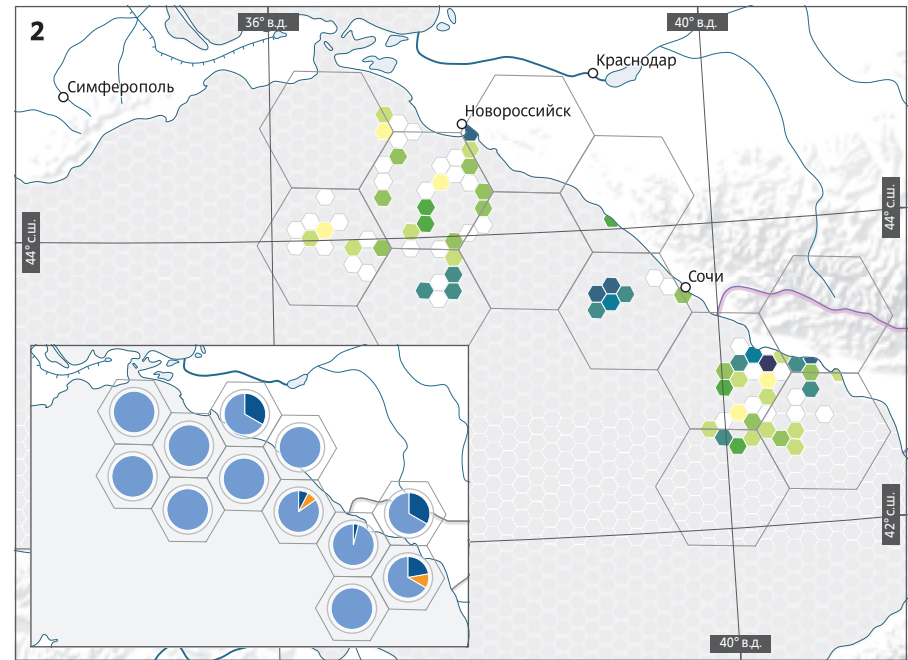 2
36° в.д.
40° в.д.
Симферополь
Краснодар
Новороссийск
44° с.ш.
44° с.ш.
Сочи
42° с.ш.
40° в.д.